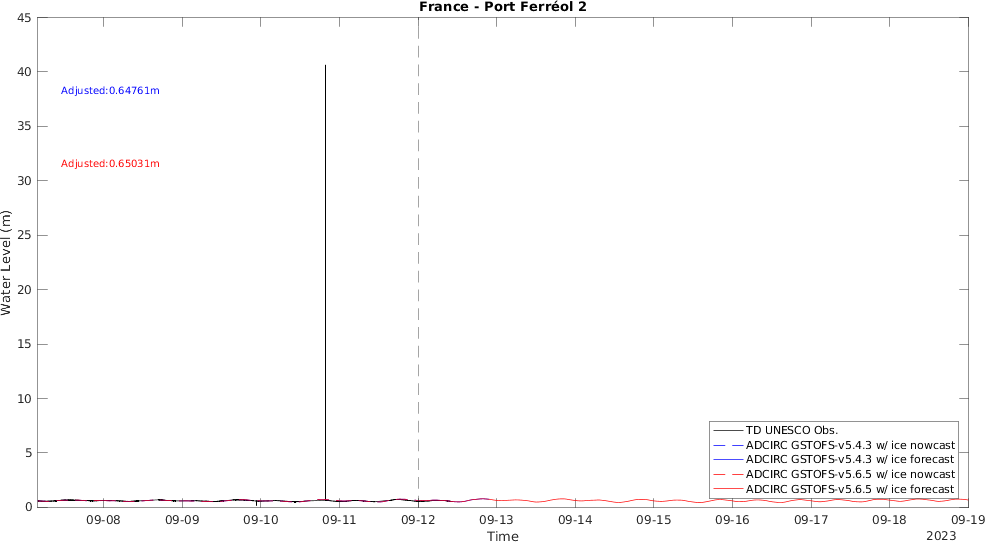 France - Port Ferréol 2
45
40
35
30
25
20
15
10
5
0
Water Level (m)
Adjusted:0.64761m
Adjusted:0.65031m
TD UNESCO Obs.
ADCIRC GSTOFS-v5.4.3 w/ ice nowcast
ADCIRC GSTOFS-v5.4.3 w/ ice forecast
ADCIRC GSTOFS-v5.6.5 w/ ice nowcast
ADCIRC GSTOFS-v5.6.5 w/ ice forecast
09-08 09-09 09-10 09-11 09-12 09-13 09-14 09-15 09-16 09-17 09-18 09-19
Time
2023